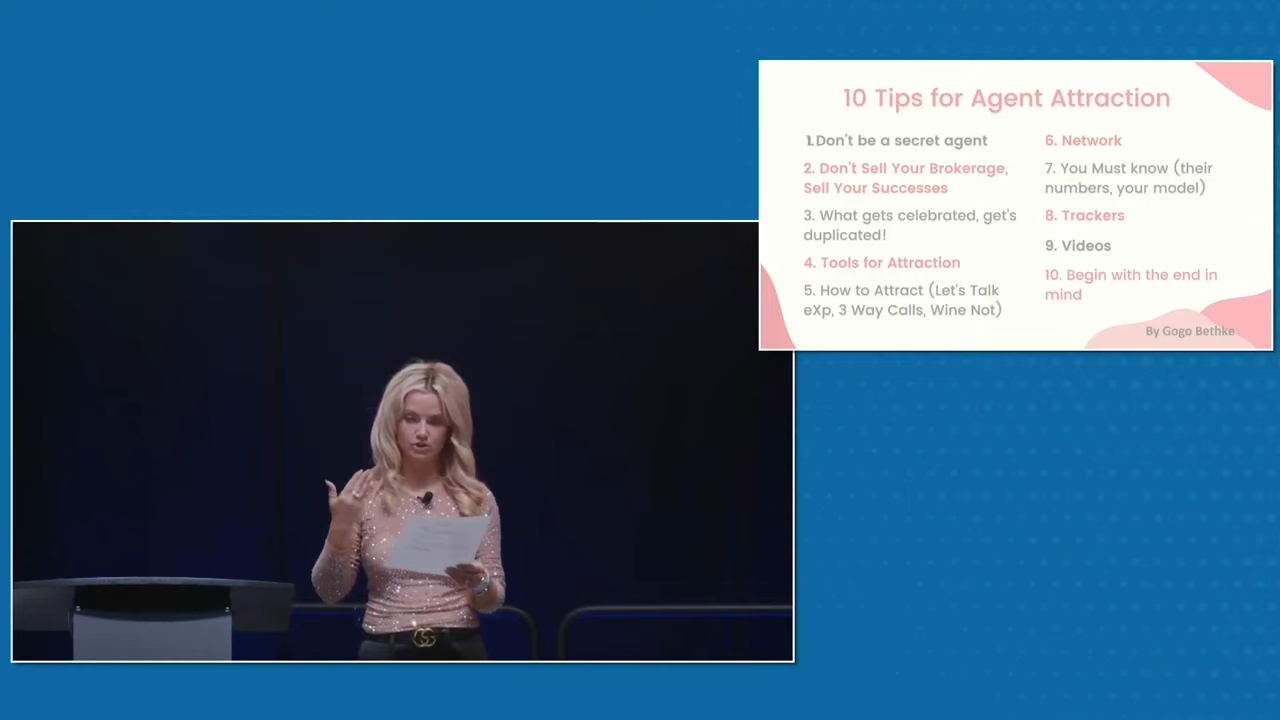 10 Tips for Agent Attraction
1. Don't be a secret agent
2. Don't Sell Your Brokerage,
Sell Your Successes
3. What gets celebrated, get's
duplicated!
4. Tools for Attraction
5. How to Attract (Let's Talk
eXp, 3 Way Calls, Wine Not)
6. Network
7. You Must know (their
numbers, your model)
8. Trackers
9. Videos
10. Begin with the end in
mind
By Gogo Bethke